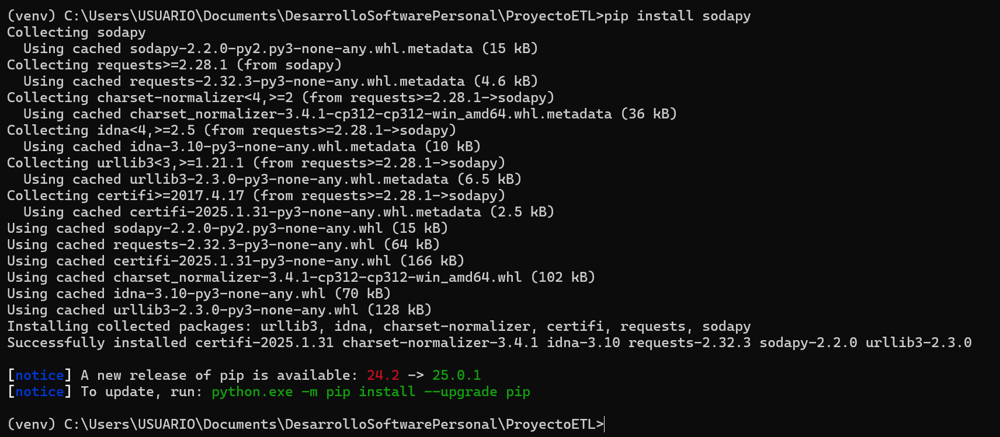 (venv) C:\Users\USUARIO\Documents\DesarrolloSoftwarePersonal\ProyectoETL>pip install sodapy
Collecting sodapy
  Using cached sodapy-2.2.0-py2.py3-none-any.whl.metadata (15 kB)
Collecting requests>=2.28.1 (from sodapy)
  Using cached requests-2.32.3-py3-none-any.whl.metadata (4.6 kB)
Collecting charset-normalizer<4,>=2 (from requests>=2.28.1->sodapy)
  Using cached charset_normalizer-3.4.1-cp312-cp312-win_amd64.whl.metadata (36 kB)
Collecting idna<4,>=2.5 (from requests>=2.28.1->sodapy)
  Using cached idna-3.10-py3-none-any.whl.metadata (10 kB)
Collecting urllib3<3,>=1.21.1 (from requests>=2.28.1->sodapy)
  Using cached urllib3-2.3.0-py3-none-any.whl.metadata (6.5 kB)
Collecting certifi>=2017.4.17 (from requests>=2.28.1->sodapy)
  Using cached certifi-2025.1.31-py3-none-any.whl.metadata (2.5 kB)
Using cached sodapy-2.2.0-py2.py3-none-any.whl (15 kB)
Using cached requests-2.32.3-py3-none-any.whl (64 kB)
Using cached certifi-2025.1.31-py3-none-any.whl (166 kB)
Using cached charset_normalizer-3.4.1-cp312-cp312-win_amd64.whl (102 kB)
Using cached idna-3.10-py3-none-any.whl (70 kB)
Using cached urllib3-2.3.0-py3-none-any.whl (128 kB)
Installing collected packages: urllib3, idna, charset-normalizer, certifi, requests, sodapy
Successfully installed certifi-2025.1.31 charset-normalizer-3.4.1 idna-3.10 requests-2.32.3 sodapy-2.2.0 urllib3-2.3.0

[notice] A new release of pip is available: 24.2 -> 25.0.1
[notice] To update, run: python.exe -m pip install --upgrade pip

(venv) C:\Users\USUARIO\Documents\DesarrolloSoftwarePersonal\ProyectoETL>